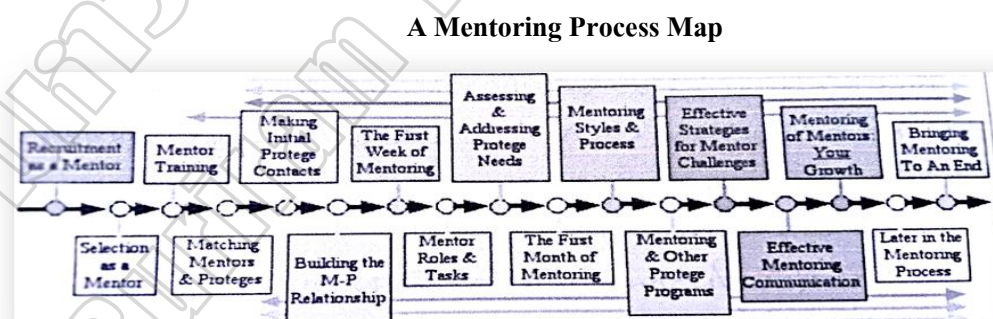 A Mentoring Process Map
Recruitment
as a Mentor
Mentor
Training
Making
Initial
Protege
Contacts
The First
Week of
Mentoring
Assessing
&
Addressing
Protege
Needs
Mentoring
Styles &
Process
Effective
Strategies
for Mentor
Challenges
Mentoring
of Mentors
Your
Growth
Bringing
Mentoring
To An End
Selection
as a
Mentor
Matching
Mentors
& Proteges
Building the
M-P
Relationship
Mentor
Roles &
Tasks
The First
Month of
Mentoring
Mentoring
& Other
Protege
Programs
Effective
Mentoring
Communication
Later in the
Mentoring
Process